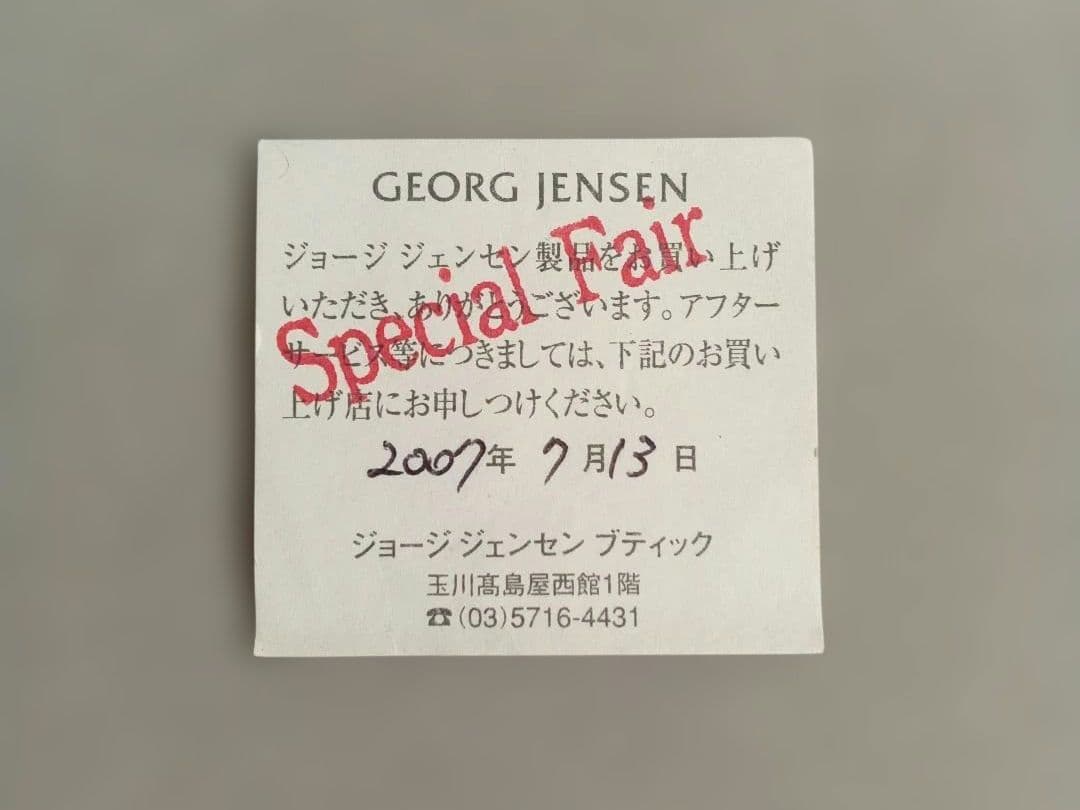 GEORG JENSEN
Special Fair
ジョージ ジェンセン製品をお買い上げ
いただき、ありがとうございます。アフター
サービス等につきましては、下記のお買い
上げ店にお申しつけください。
2007年 7月13日
ジョージ ジェンセン ブティック
玉川髙島屋西館1階
☎(03)5716-4431